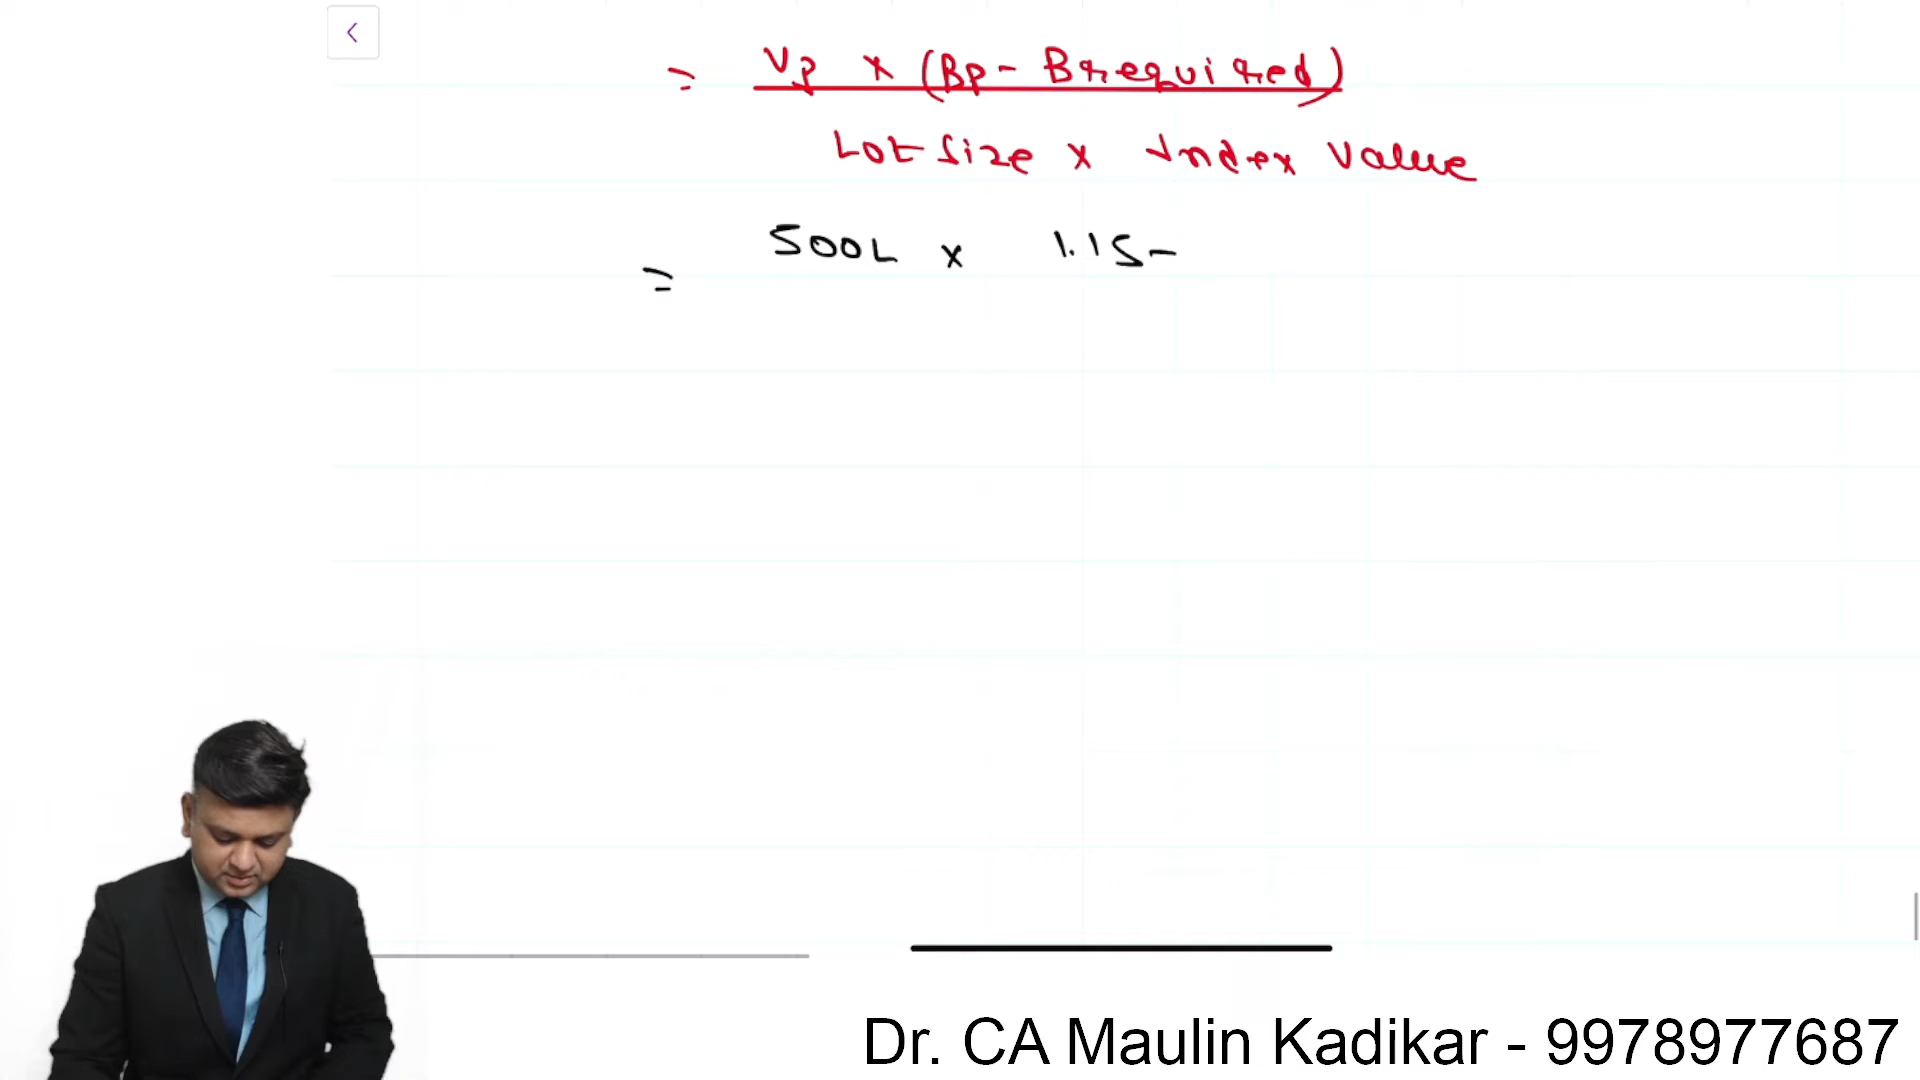 = Vp x (Bp - Brequired)
Lot size x Index Value
= 500L x 1.15 -
Dr. CA Maulin Kadikar - 9978977687